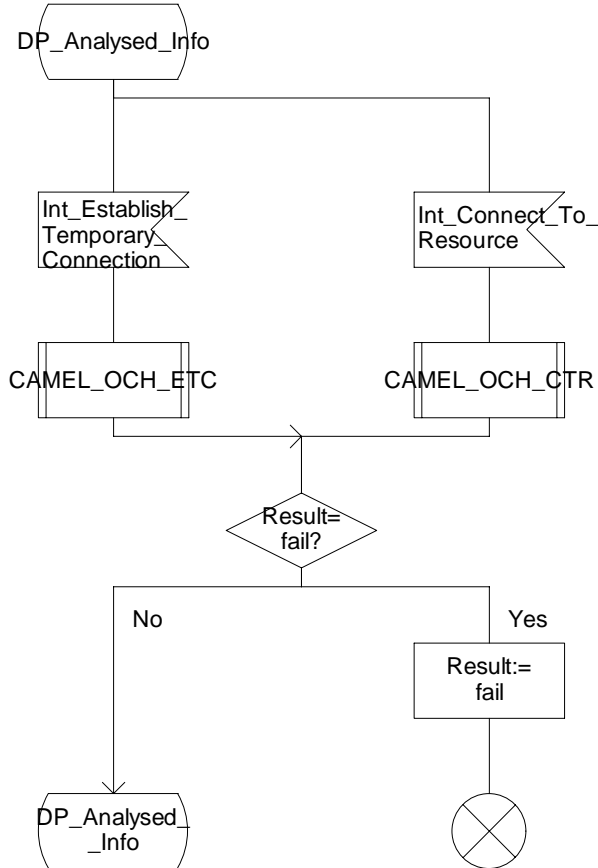 DP_Analysed_Info
Int_Establish_
Temporary_
Connection
Int_Connect_To_
Resource
CAMEL_OCH_ETC
CAMEL_OCH_CTR
Result=
fail?
No
Yes
Result:=
fail
DP_Analysed_
_Info